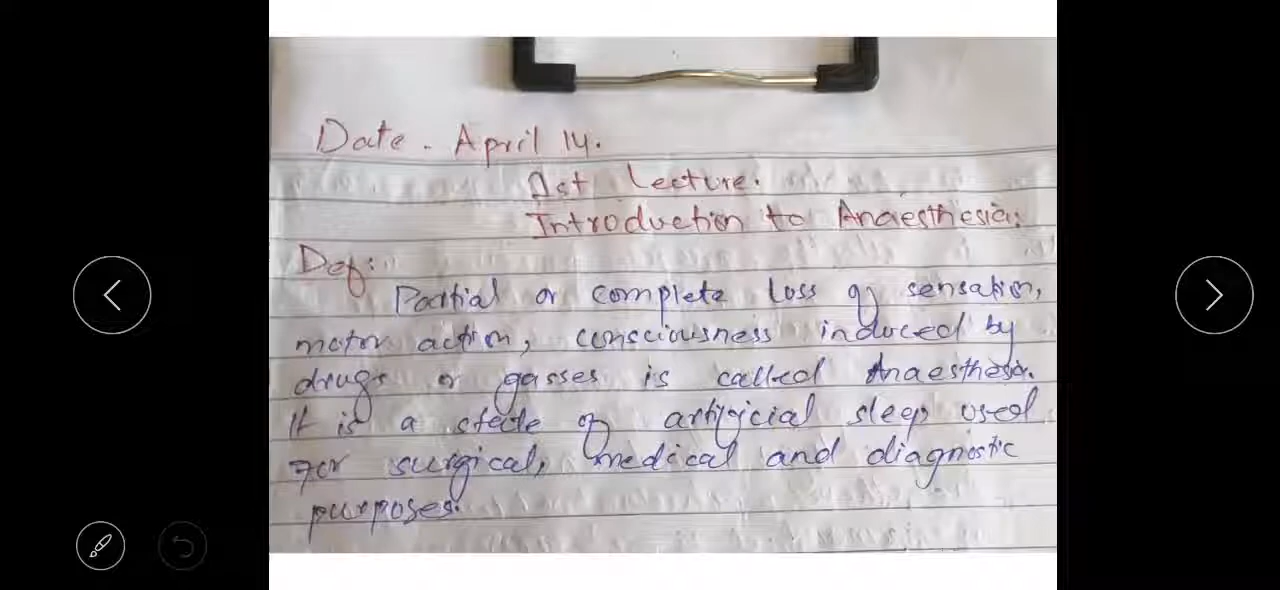 Date - April 14.
1st Lecture.
Introduction to Anaesthesia.
Def:
Partial or complete loss of sensation,
motor action, consciousness induced by
drugs or gasses is called Anaesthesia.
It is a state of artificial sleep used
for surgical, medical and diagnostic
purposes.